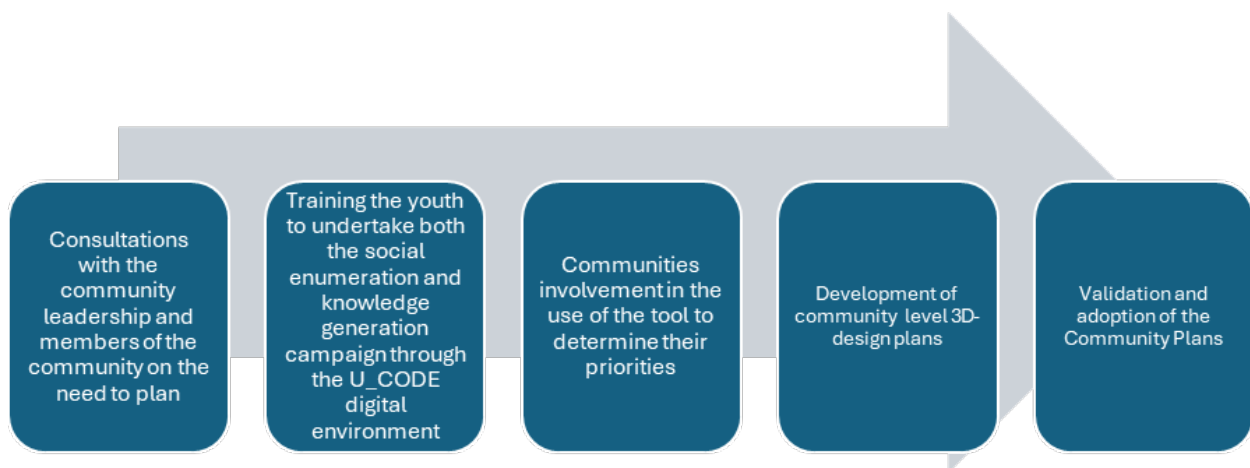 Consultations
with the
community
leadership and
members of the
community on the
need to plan
Training the youth
to undertake both
the social
enumeration and
knowledge
generation
campaign through
the U_CODE
digital
environment
Communities
involvement in the
use of the tool to
determine their
priorities
Development of
community level 3D-
design plans
Validation and
adoption of the
Community Plans